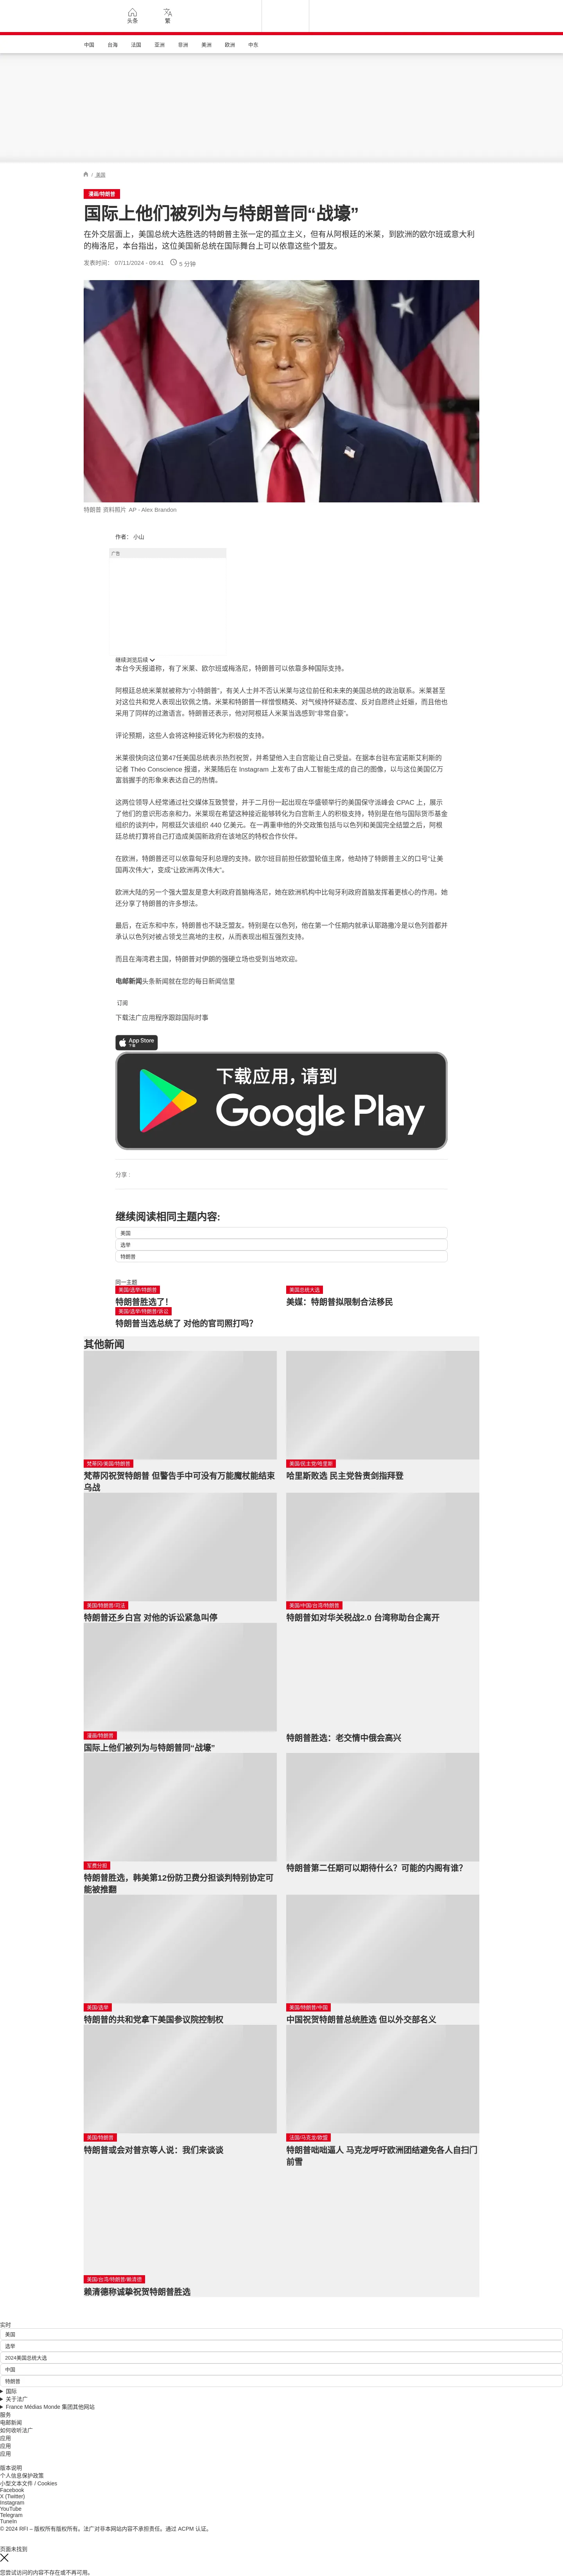 头条
繁
中国
台海
法国
亚洲
非洲
美洲
欧洲
中东
/ 美国
漫画/特朗普
国际上他们被列为与特朗普同“战壕”
在外交层面上，美国总统大选胜选的特朗普主张一定的孤立主义，但有从阿根廷的米莱，到欧洲的欧尔班或意大利
的梅洛尼，本台指出，这位美国新总统在国际舞台上可以依靠这些个盟友。
发表时间： 07/11/2024 - 09:41
5 分钟
特朗普 资料照片 AP - Alex Brandon
作者： 小山
广告
继续浏览后续
本台今天报道称，有了米莱、欧尔班或梅洛尼，特朗普可以依靠多种国际支持。
阿根廷总统米莱就被称为“小特朗普”，有关人士并不否认米莱与这位前任和未来的美国总统的政治联系。米莱甚至
对这位共和党人表现出钦佩之情。米莱和特朗普一样憎恨精英、对气候持怀疑态度、反对自愿终止妊娠，而且他也
采用了同样的过激语言。特朗普还表示，他对阿根廷人米莱当选感到“非常自豪”。
评论预期，这些人会将这种接近转化为积极的支持。
米莱很快向这位第47任美国总统表示热烈祝贺，并希望他入主白宫能让自己受益。在据本台驻布宜诺斯艾利斯的
记者 Théo Conscience 报道，米莱随后在 Instagram 上发布了由人工智能生成的自己的图像，以与这位美国亿万
富翁握手的形象来表达自己的热情。
这两位领导人经常通过社交媒体互致赞誉，并于二月份一起出现在华盛顿举行的美国保守派峰会 CPAC 上，展示
了他们的意识形态亲和力。米莱现在希望这种接近能够转化为白宫新主人的积极支持，特别是在他与国际货币基金
组织的谈判中，阿根廷欠该组织 440 亿美元。在一再重申他的外交政策包括与以色列和美国完全结盟之后，阿根
廷总统打算将自己打造成美国新政府在该地区的特权合作伙伴。
在欧洲，特朗普还可以依靠匈牙利总理的支持。欧尔班目前担任欧盟轮值主席，他劫持了特朗普主义的口号“让美
国再次伟大”，变成“让欧洲再次伟大”。
欧洲大陆的另一个强大盟友是意大利政府首脑梅洛尼，她在欧洲机构中比匈牙利政府首脑发挥着更核心的作用。她
还分享了特朗普的许多想法。
最后，在近东和中东，特朗普也不缺乏盟友。特别是在以色列，他在第一个任期内就承认耶路撒冷是以色列首都并
承认以色列对被占领戈兰高地的主权，从而表现出相互强烈支持。
而且在海湾君主国，特朗普对伊朗的强硬立场也受到当地欢迎。
电邮新闻头条新闻就在您的每日新闻信里
订阅
下载法广应用程序跟踪国际时事
App Store
下载
下载应用，请到
Google Play
分享 :
继续阅读相同主题内容:
美国
选举
特朗普
同一主题
美国/选举/特朗普
特朗普胜选了！
美国总统大选
美媒：特朗普拟限制合法移民
美国/选举/特朗普/诉讼
特朗普当选总统了 对他的官司照打吗？
其他新闻
梵蒂冈/美国/特朗普
梵蒂冈祝贺特朗普 但警告手中可没有万能魔杖能结束
乌战
美国/民主党/哈里斯
哈里斯败选 民主党咎责剑指拜登
美国/特朗普/司法
特朗普还乡白宫 对他的诉讼紧急叫停
美国/中国/台湾/特朗普
特朗普如对华关税战2.0 台湾称助台企离开
漫画/特朗普
国际上他们被列为与特朗普同“战壕”
特朗普胜选：老交情中俄会高兴
军费分担
特朗普胜选，韩美第12份防卫费分担谈判特别协定可
能被推翻
特朗普第二任期可以期待什么？可能的内阁有谁？
美国/选举
特朗普的共和党拿下美国参议院控制权
美国/特朗普/中国
中国祝贺特朗普总统胜选 但以外交部名义
美国/特朗普
特朗普或会对普京等人说：我们来谈谈
法国/马克龙/欧盟
特朗普咄咄逼人 马克龙呼吁欧洲团结避免各人自扫门
前雪
美国/台湾/特朗普/赖清德
赖清德称诚挚祝贺特朗普胜选
实时
美国
选举
2024美国总统大选
中国
特朗普
国际
关于法广
France Médias Monde 集团其他网站
服务
电邮新闻
如何收听法广
应用
应用
应用
版本说明
个人信息保护政策
小型文本文件 / Cookies
Facebook
X (Twitter)
Instagram
YouTube
Telegram
TuneIn
© 2024 RFI – 版权所有版权所有。法广对非本网站内容不承担责任。通过 ACPM 认证。
页面未找到
您尝试访问的内容不存在或不再可用。